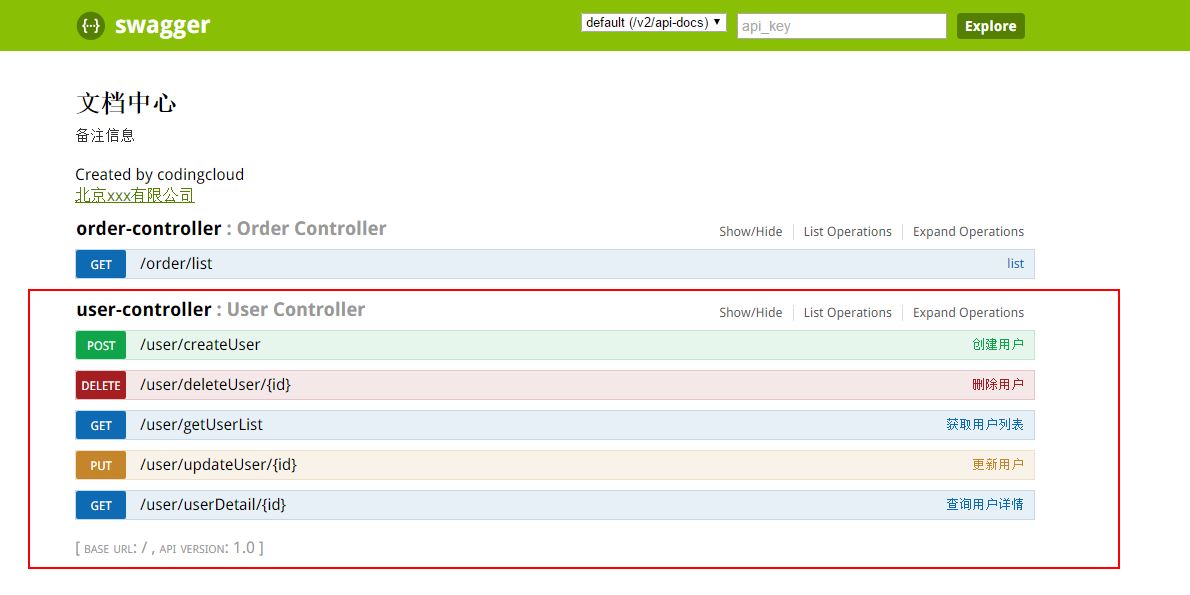 {···} swagger default (/v2/api-docs) ▼ api_key Explore
文档中心
备注信息
Created by codingcloud
北京xxx有限公司
order-controller : Order Controller Show/Hide List Operations Expand Operations
GET /order/list list
user-controller : User Controller Show/Hide List Operations Expand Operations
POST /user/createUser 创建用户
DELETE /user/deleteUser/{id} 删除用户
GET /user/getUserList 获取用户列表
PUT /user/updateUser/{id} 更新用户
GET /user/userDetail/{id} 查询用户详情
[ BASE URL: / , API VERSION: 1.0 ]